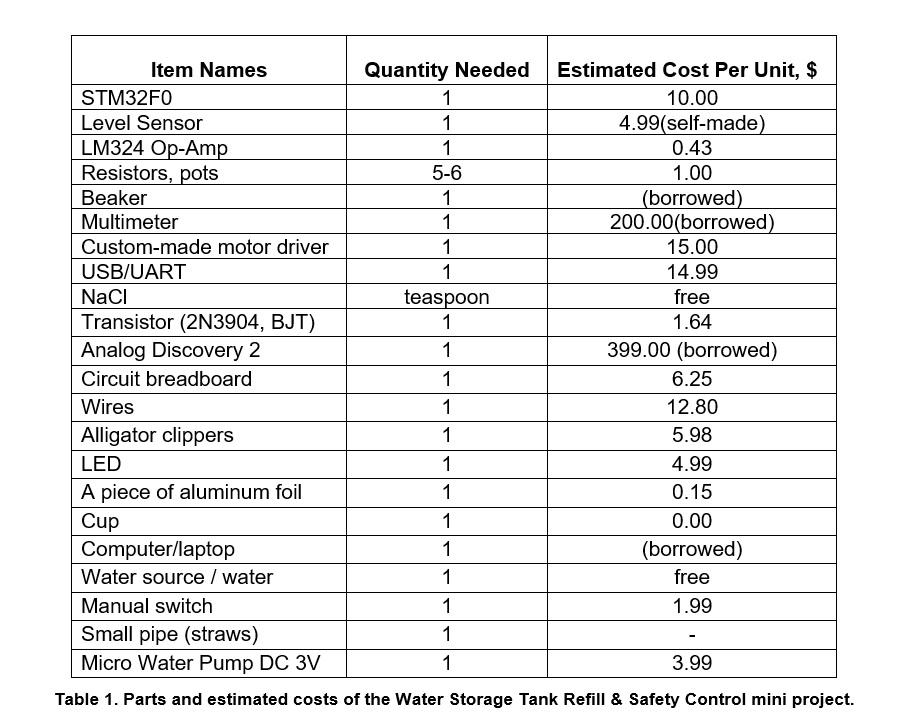 Item Names Quantity Needed Estimated Cost Per Unit, $
STM32F0 1 10.00
Level Sensor 1 4.99(self-made)
LM324 Op-Amp 1 0.43
Resistors, pots 5-6 1.00
Beaker 1 (borrowed)
Multimeter 1 200.00(borrowed)
Custom-made motor driver 1 15.00
USB/UART 1 14.99
NaCl teaspoon free
Transistor (2N3904, BJT) 1 1.64
Analog Discovery 2 1 399.00 (borrowed)
Circuit breadboard 1 6.25
Wires 1 12.80
Alligator clippers 1 5.98
LED 1 4.99
A piece of aluminum foil 1 0.15
Cup 1 0.00
Computer/laptop 1 (borrowed)
Water source / water 1 free
Manual switch 1 1.99
Small pipe (straws) 1 -
Micro Water Pump DC 3V 1 3.99
Table 1. Parts and estimated costs of the Water Storage Tank Refill & Safety Control mini project.